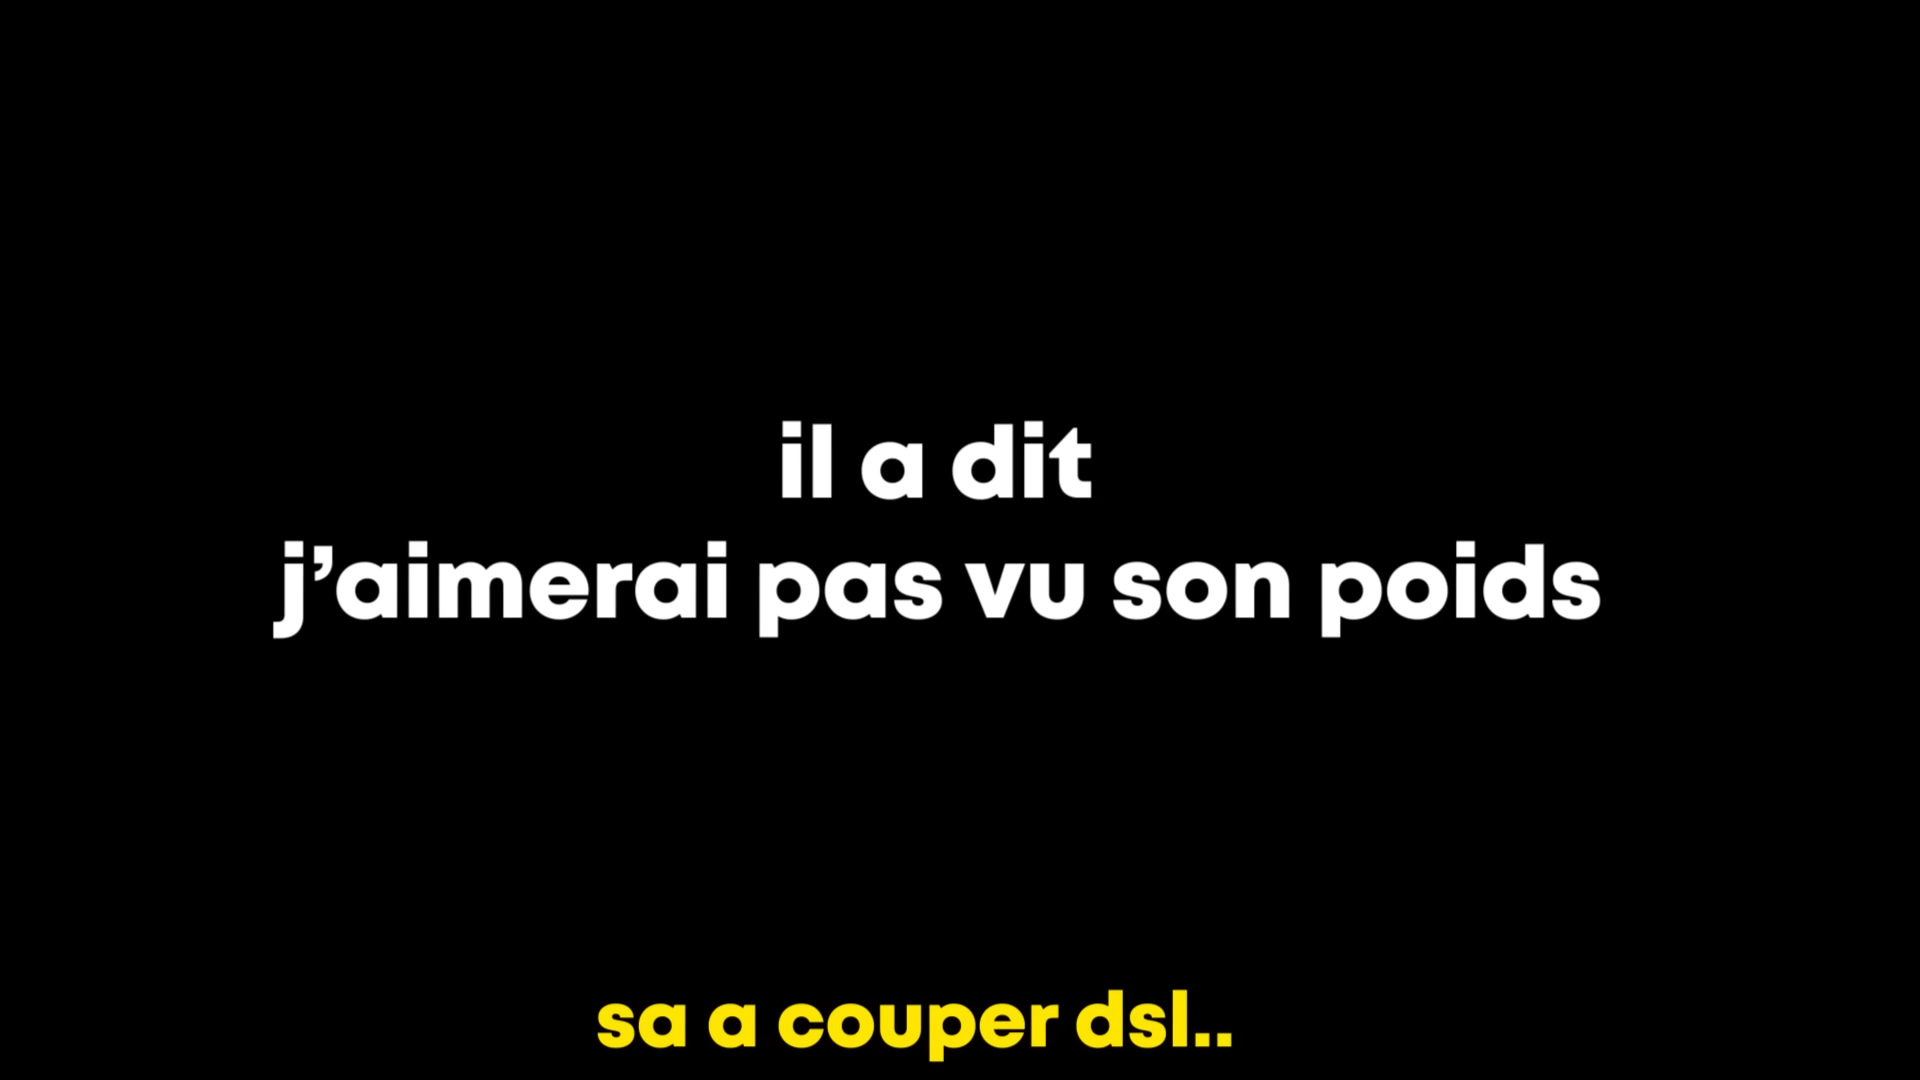 il a dit
j’aimerai pas vu son poids
sa a couper dsl..